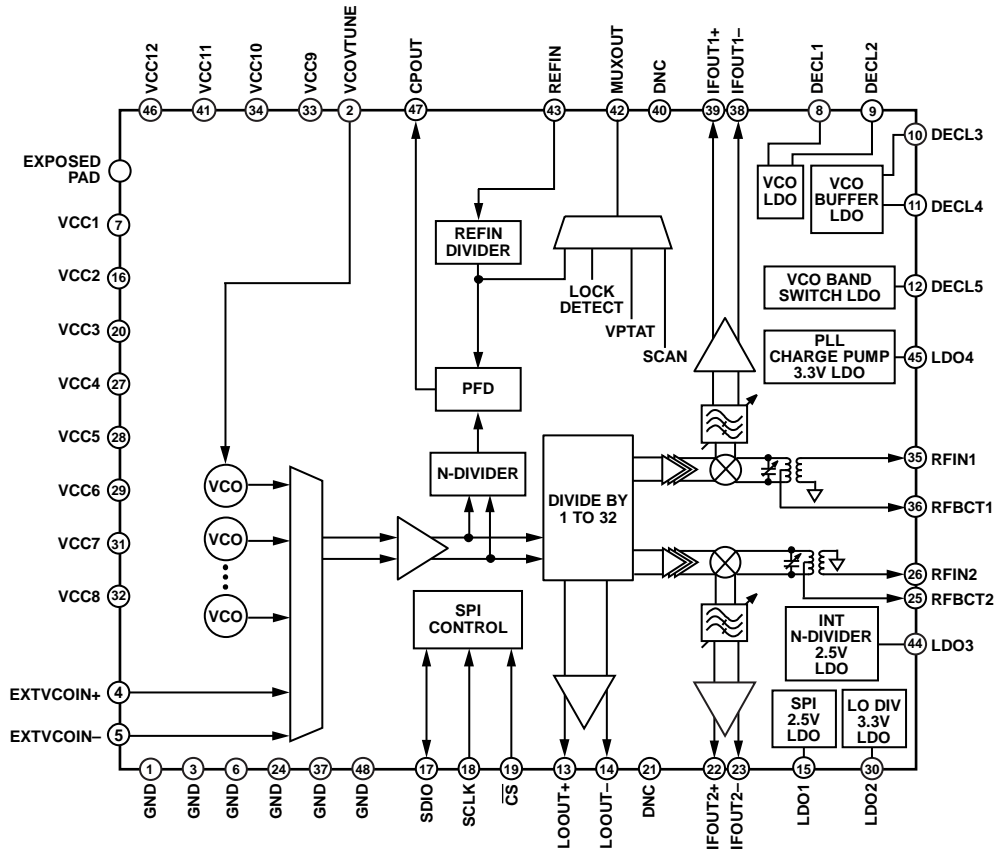 VCC12
VCC11
VCC10
VCC9
VCOVTUNE
CPOUT
REFIN
MUXOUT
DNC
IFOUT1+
IFOUT1–
DECL1
DECL2
46
41
34
33
2
47
43
42
40
39
38
8
9
EXPOSED
PAD
10 DECL3
VCO
LDO
VCO
BUFFER
LDO
11 DECL4
VCC1
7
REFIN
DIVIDER
VCC2
16
LOCK
DETECT
VPTAT
SCAN
VCO BAND
SWITCH LDO
12 DECL5
VCC3
20
PLL
CHARGE PUMP
3.3V LDO
45 LDO4
VCC4
27
PFD
VCC5
28
N-DIVIDER
35 RFIN1
VCC6
29
VCO
DIVIDE BY
1 TO 32
36 RFBCT1
VCC7
31
VCO
26 RFIN2
VCC8
32
VCO
25 RFBCT2
SPI
CONTROL
INT
N-DIVIDER
2.5V
LDO
44 LDO3
EXTVCOIN+
4
EXTVCOIN–
5
SPI
2.5V
LDO
LO DIV
3.3V
LDO
1
3
6
24
37
48
17
18
19
13
14
21
22
23
15
30
GND
GND
GND
GND
GND
GND
SDIO
SCLK
CS
LOOUT+
LOOUT–
DNC
IFOUT2+
IFOUT2–
LDO1
LDO2